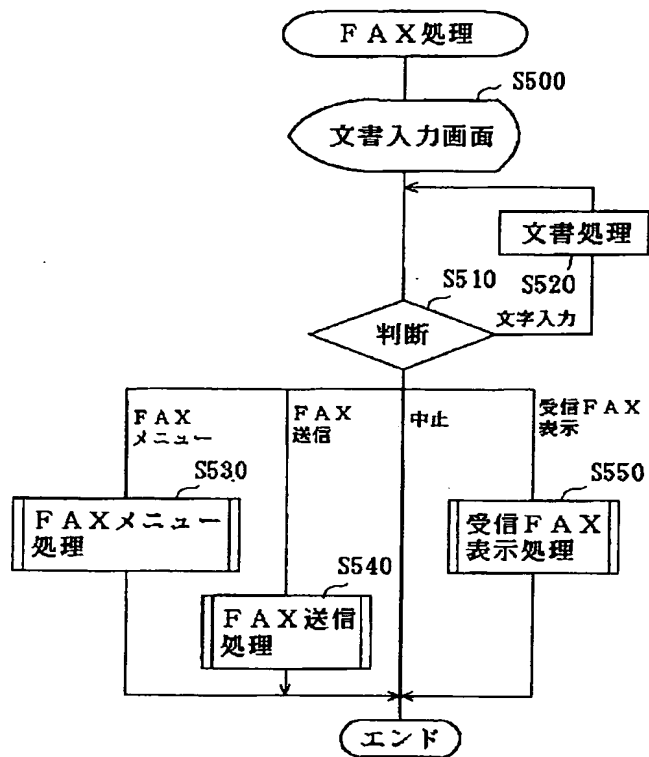 ＦＡＸ処理
S500
文書入力画面
文書処理
S520
S510
判断
文字入力
ＦＡＸ
メニュー
ＦＡＸ
送信
中止
受信ＦＡＸ
表示
S530
ＦＡＸメニュー
処理
S540
ＦＡＸ送信
処理
S550
受信ＦＡＸ
表示処理
エンド